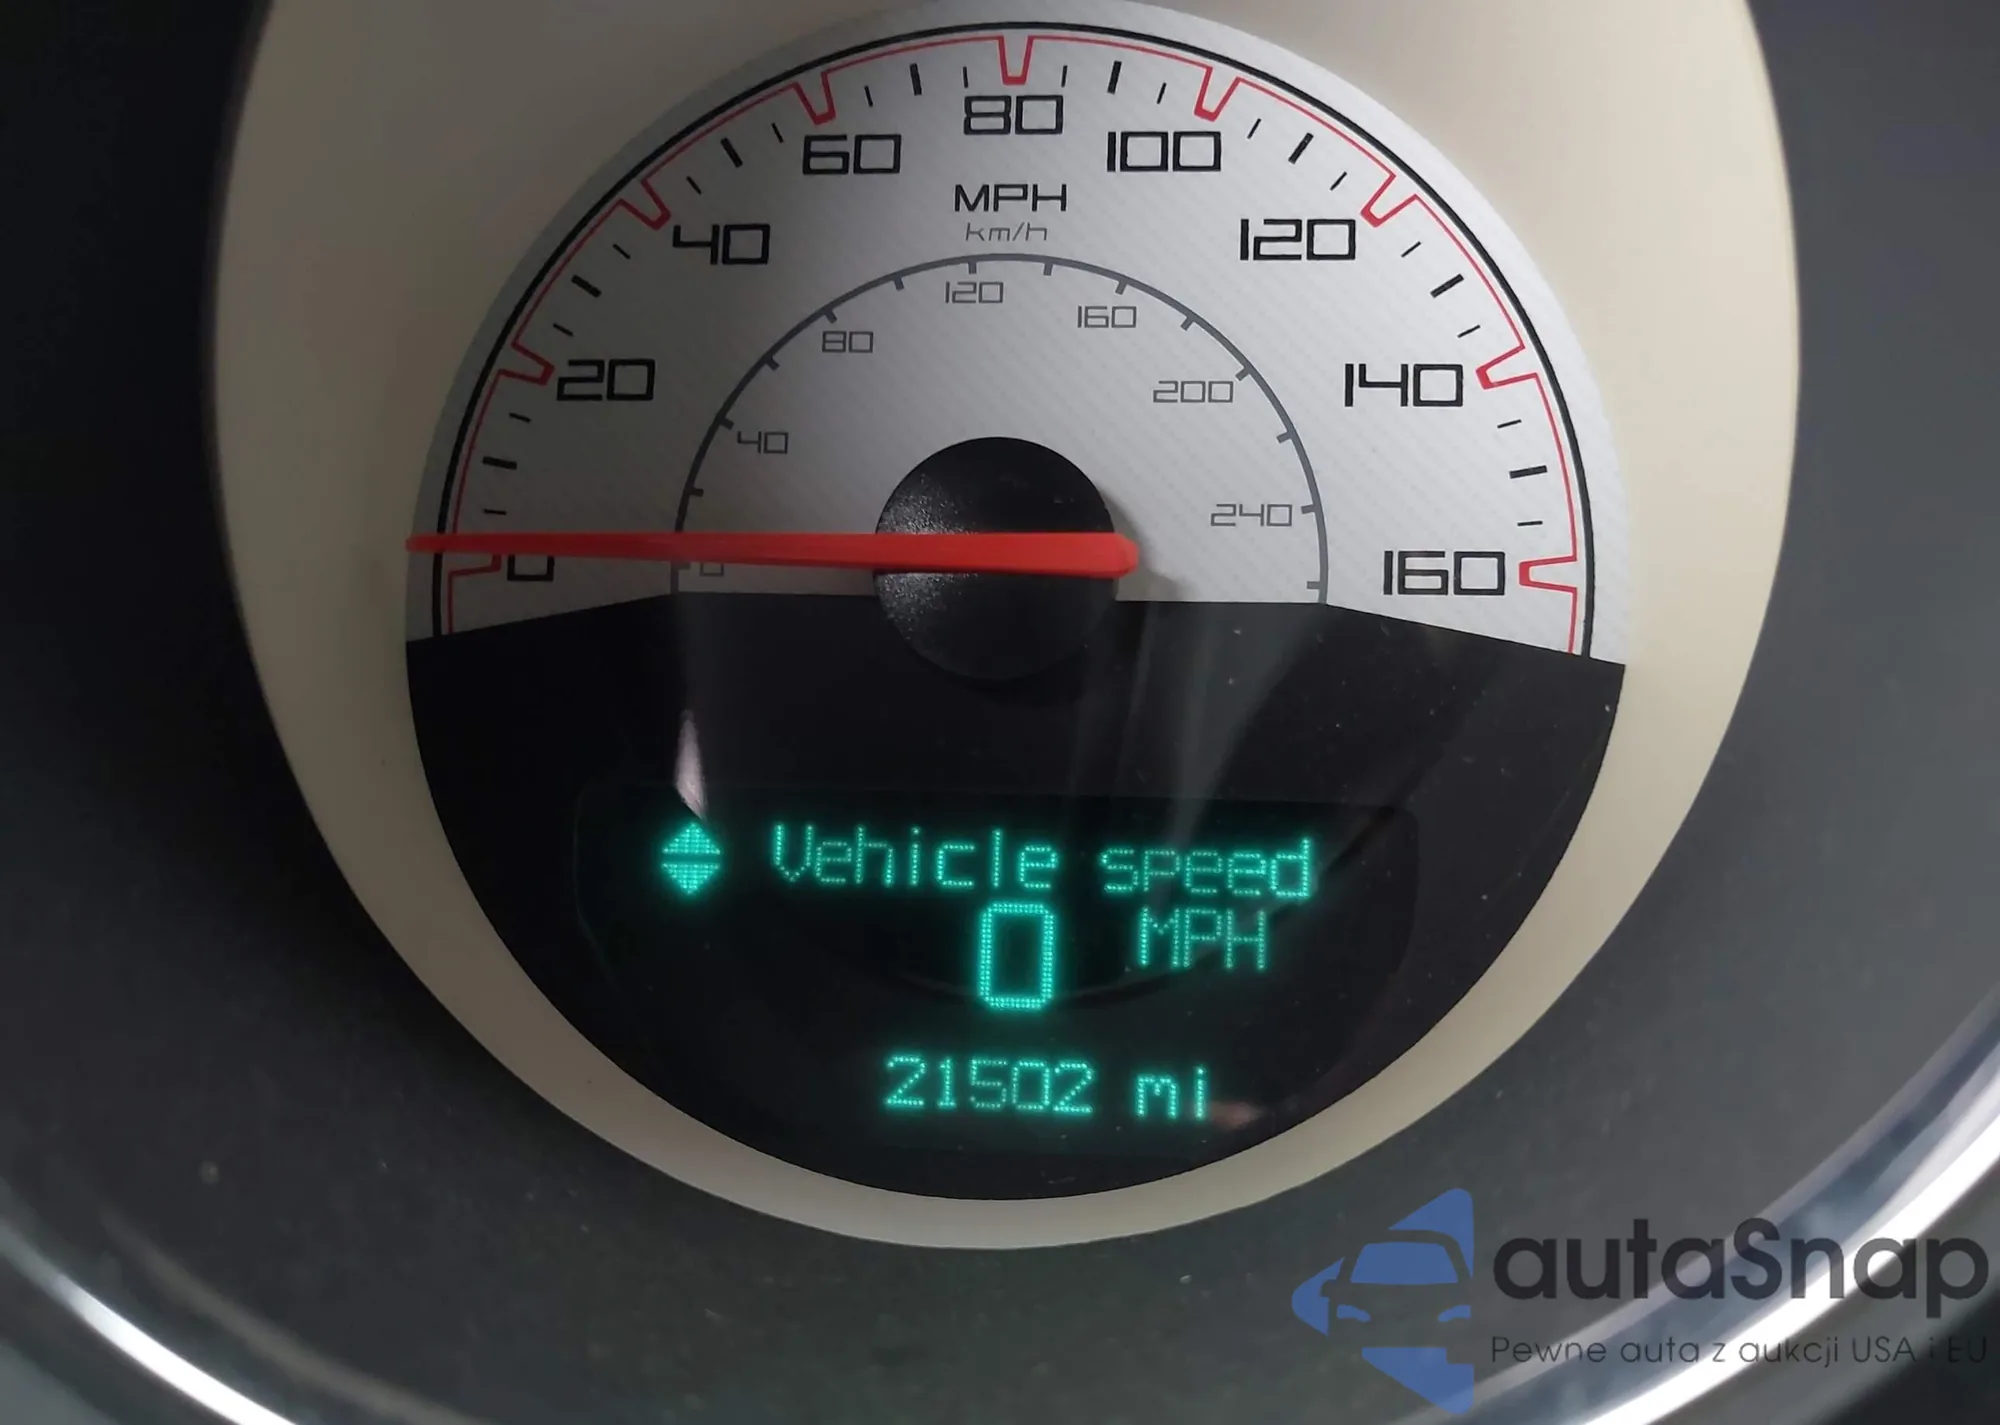 80
60 100
MPH
km/h
40 120
120
160
80
20 140
200
40
240
0 160
0
Vehicle speed
0 MPH
21502 mi
autaSnap
Pewne auta z aukcji USA i EU